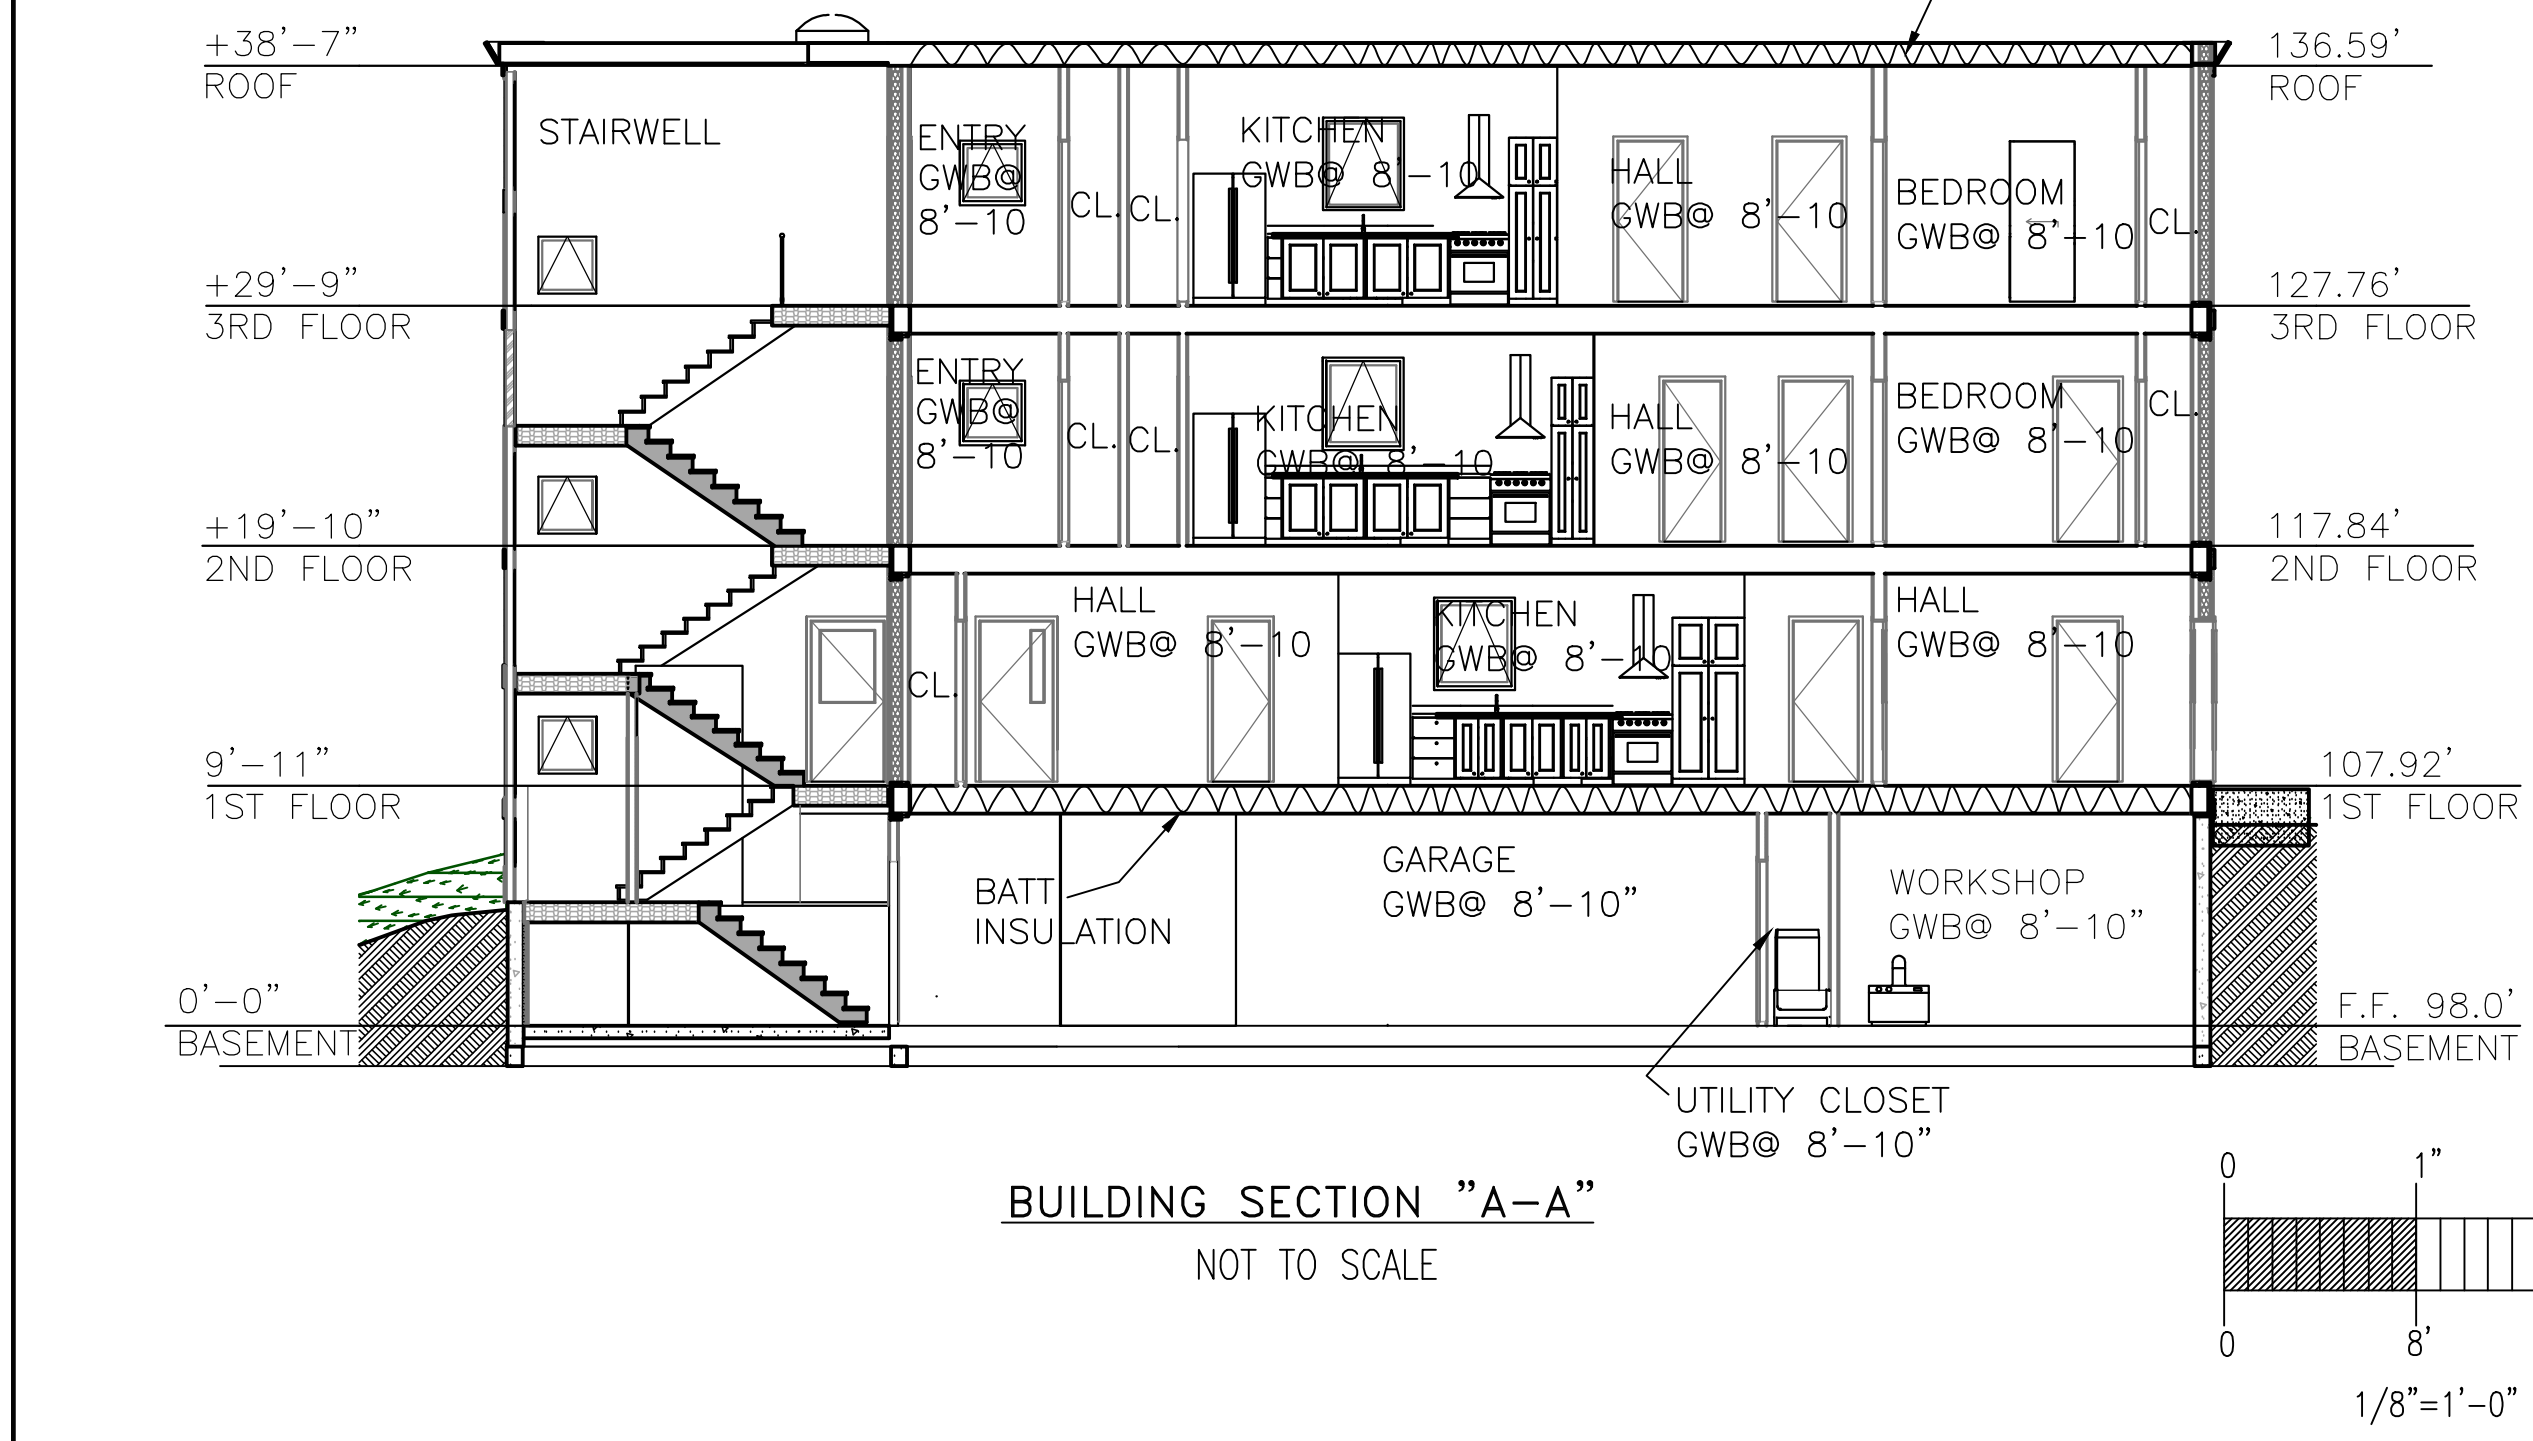 +38'-7"
ROOF
136.59'
ROOF
STAIRWELL
ENTRY
GWB@
8'-10
CL.
CL.
KITCHEN
GWB@ 8'-10
HALL
GWB@ 8'-10
BEDROOM
GWB@ 8'-10
CL.
+29'-9"
3RD FLOOR
127.76'
3RD FLOOR
ENTRY
GWB@
8'-10
CL.
CL.
KITCHEN
GWB@ 8'-10
HALL
GWB@ 8'-10
BEDROOM
GWB@ 8'-10
CL.
+19'-10"
2ND FLOOR
117.84'
2ND FLOOR
CL.
HALL
GWB@ 8'-10
KITCHEN
GWB@ 8'-10
HALL
GWB@ 8'-10
9'-11"
1ST FLOOR
107.92'
1ST FLOOR
BATT
INSULATION
GARAGE
GWB@ 8'-10"
WORKSHOP
GWB@ 8'-10"
0'-0"
BASEMENT
F.F. 98.0'
BASEMENT
UTILITY CLOSET
GWB@ 8'-10"
BUILDING SECTION "A-A"
NOT TO SCALE
0 1"
0 8'
1/8"=1'-0"